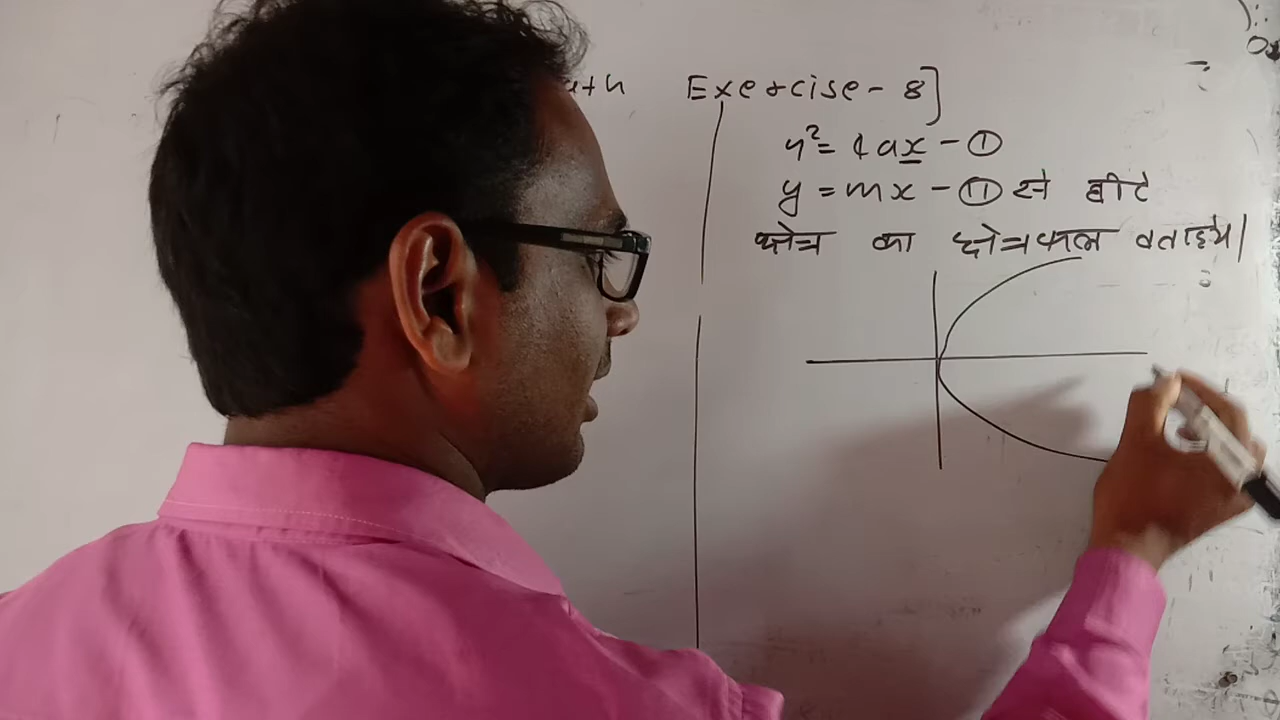 Exercise - 8]
y² = 4ax - ①
y = mx - ⑪ से घीरे
क्षेत्र का क्षेत्रफल बताइये।